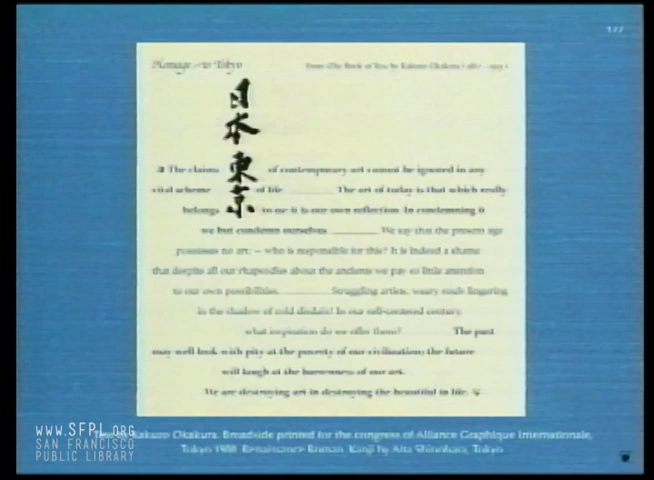 Homage to Tokyo
From The Book of Tea by Kakuzo Okakura
日本東京
The claims of contemporary art cannot be ignored in any
vital scheme of life The art of today is that which really
belongs to us: it is our own reflection. In condemning it
we but condemn ourselves We say that the present age
possesses no art: – who is responsible for this? It is indeed a shame
that despite all our rhapsodies about the ancients we pay so little attention
to our own possibilities. Struggling artists, weary souls lingering
in the shadow of cold disdain! In our self-centered century,
what inspiration do we offer them? The past
may well look with pity at the poverty of our civilization; the future
will laugh at the barrenness of our art.
We are destroying art in destroying the beautiful in life.
Kakuzo Okakura. Broadside printed for the congress of Alliance Graphique Internationale,
Tokyo 1988. Renaissance Roman. Kanji by Shinohara, Tokyo
WWW.SFPL.ORG
SAN FRANCISCO
PUBLIC LIBRARY